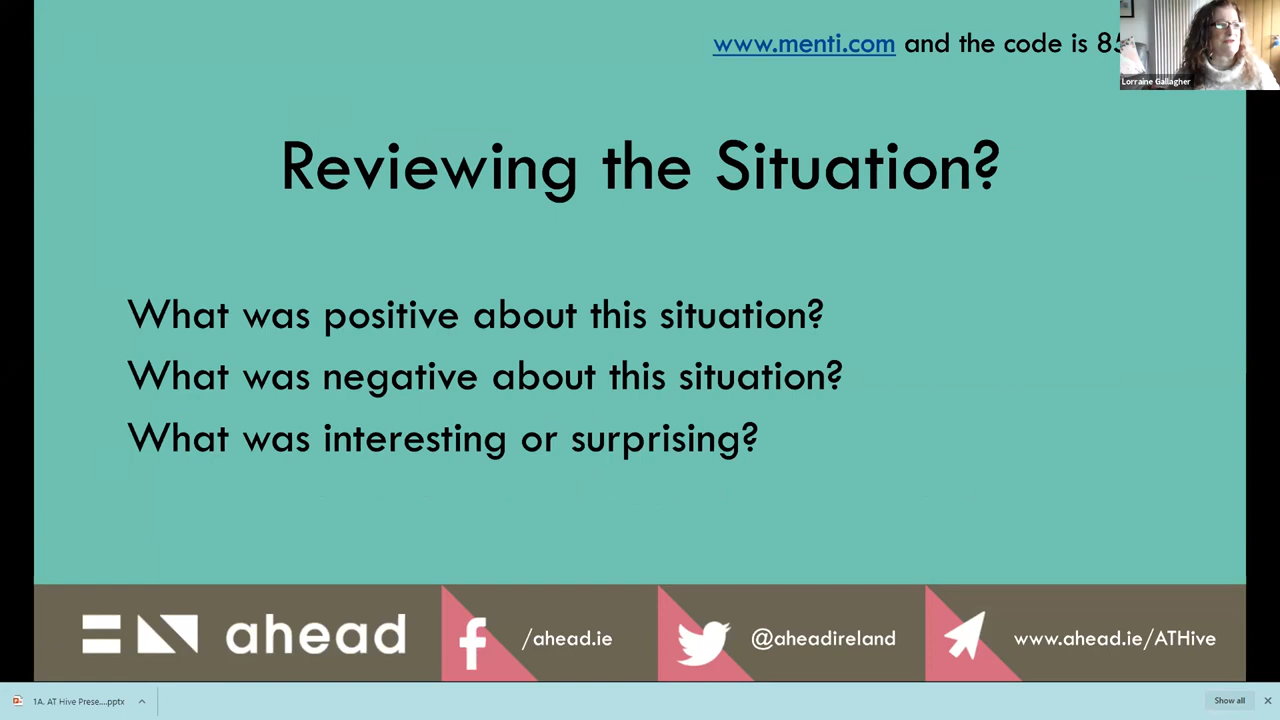 www.menti.com and the code is 85
Lorraine Gallagher
Reviewing the Situation?
What was positive about this situation?
What was negative about this situation?
What was interesting or surprising?
ahead
/ahead.ie
@aheadireland
www.ahead.ie/ATHive
1A. AT Hive Prese....pptx
Show all